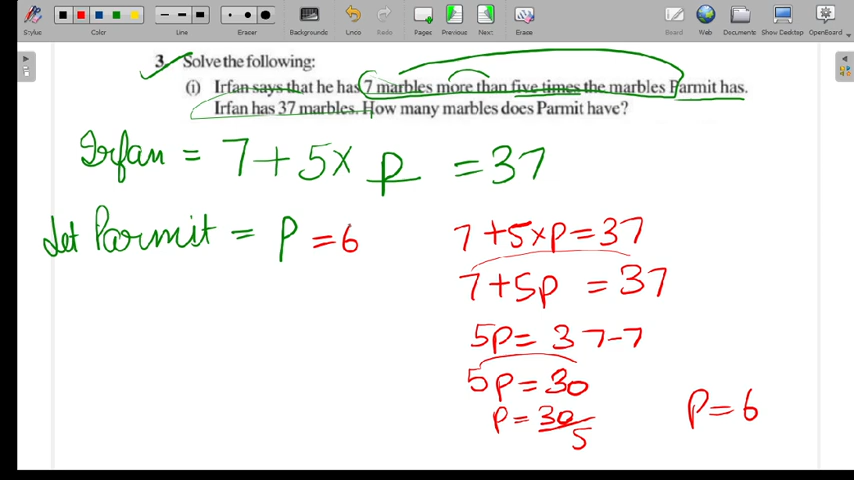 Stylus
Color
Line
Eraser
Backgrounds
Undo
Redo
Pages
Previous
Next
Erase
Board
Web
Documents
Show Desktop
OpenBoard
3. Solve the following:
(i) Irfan says that he has 7 marbles more than five times the marbles Parmit has.
Irfan has 37 marbles. How many marbles does Parmit have?
Irfan = 7 + 5 × p = 37
Let Parmit = p = 6
7 + 5 × p = 37
7 + 5p = 37
5p = 37 - 7
5p = 30
p = 30/5
p = 6